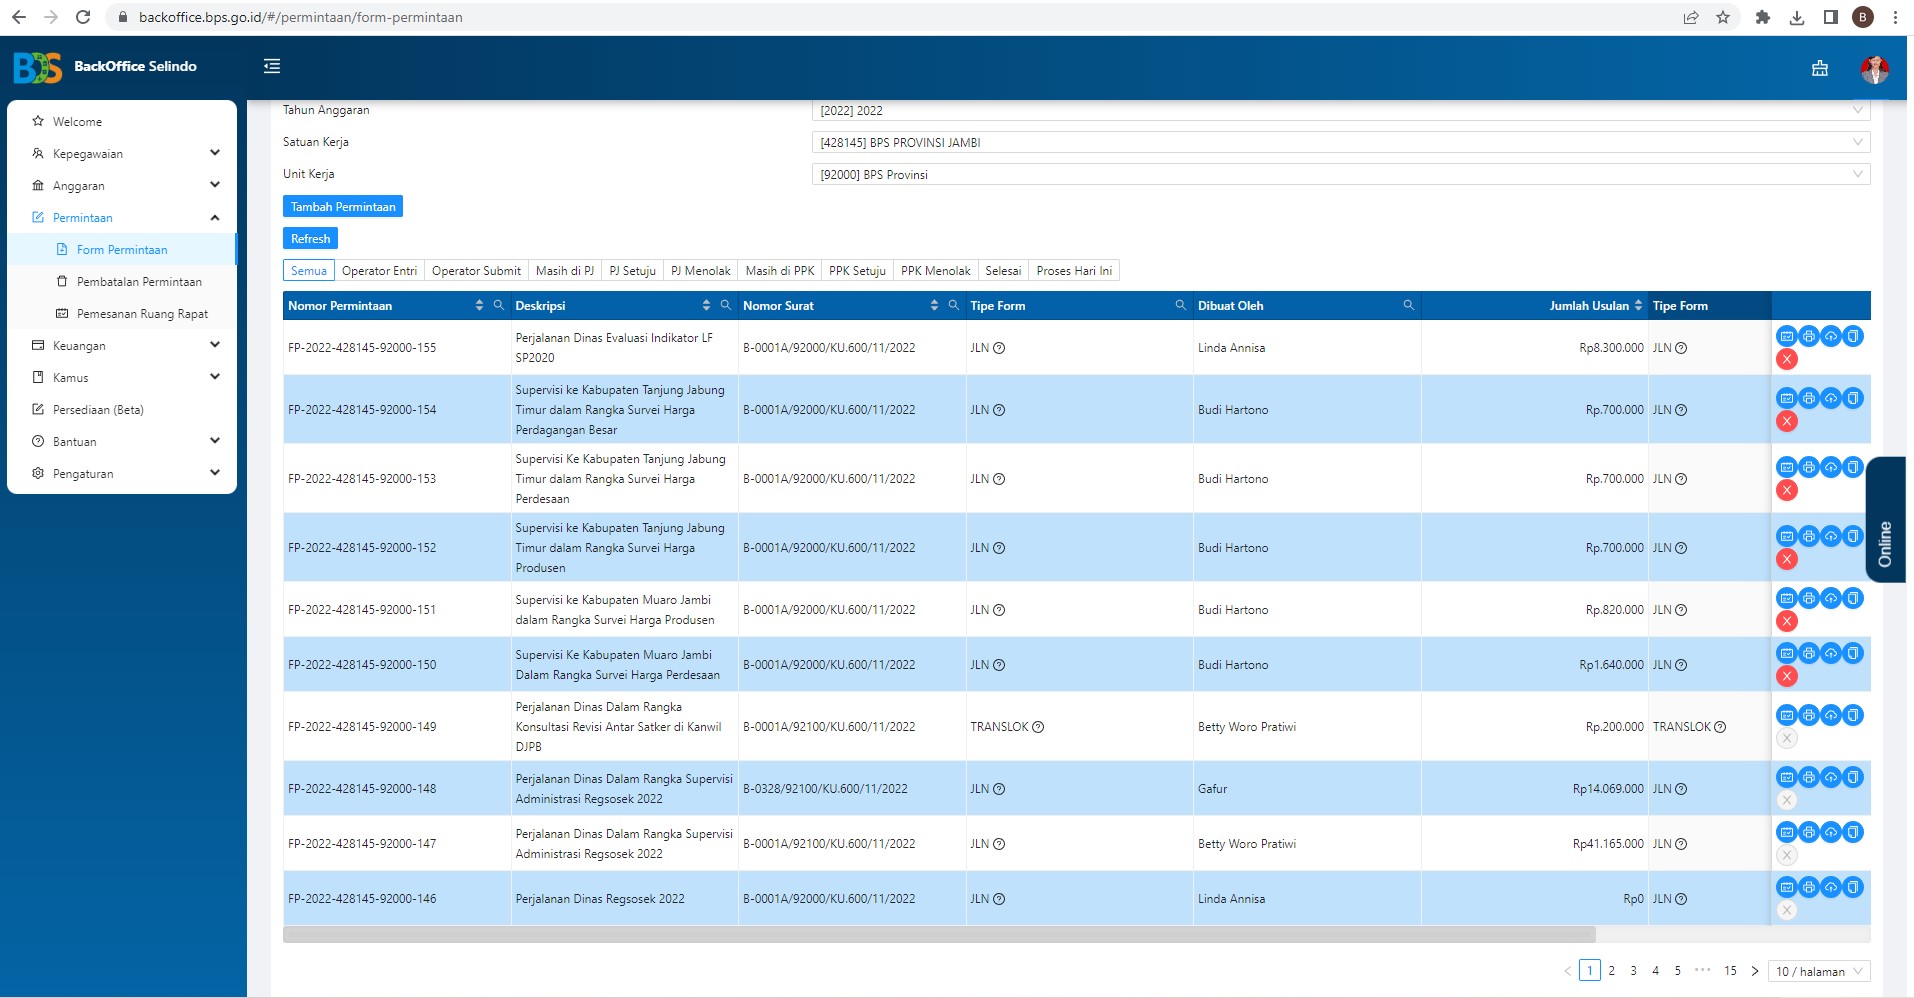 backoffice.bps.go.id/#/permintaan/form-permintaan
B
BPS BackOffice Selindo
Welcome
Kepegawaian
Anggaran
Permintaan
Form Permintaan
Pembatalan Permintaan
Pemesanan Ruang Rapat
Keuangan
Kamus
Persediaan (Beta)
Bantuan
Pengaturan
Tahun Anggaran [2022] 2022
Satuan Kerja [428145] BPS PROVINSI JAMBI
Unit Kerja [92000] BPS Provinsi
Tambah Permintaan
Refresh
Semua Operator Entri Operator Submit Masih di PJ PJ Setuju PJ Menolak Masih di PPK PPK Setuju PPK Menolak Selesai Proses Hari Ini
Nomor Permintaan Deskripsi Nomor Surat Tipe Form Dibuat Oleh Jumlah Usulan Tipe Form
FP-2022-428145-92000-155 Perjalanan Dinas Evaluasi Indikator LF B-0001A/92000/KU.600/11/2022 JLN Linda Annisa Rp8.300.000 JLN
SP2020
Supervisi ke Kabupaten Tanjung Jabung
FP-2022-428145-92000-154 Timur dalam Rangka Survei Harga B-0001A/92000/KU.600/11/2022 JLN Budi Hartono Rp.700.000 JLN
Perdagangan Besar
Supervisi Ke Kabupaten Tanjung Jabung
FP-2022-428145-92000-153 Timur dalam Rangka Survei Harga B-0001A/92000/KU.600/11/2022 JLN Budi Hartono Rp.700.000 JLN
Perdesaan
Supervisi ke Kabupaten Tanjung Jabung
FP-2022-428145-92000-152 Timur dalam Rangka Survei Harga B-0001A/92000/KU.600/11/2022 JLN Budi Hartono Rp.700.000 JLN
Produsen
FP-2022-428145-92000-151 Supervisi ke Kabupaten Muaro Jambi B-0001A/92000/KU.600/11/2022 JLN Budi Hartono Rp.820.000 JLN
dalam Rangka Survei Harga Produsen
FP-2022-428145-92000-150 Supervisi Ke Kabupaten Muaro Jambi B-0001A/92000/KU.600/11/2022 JLN Budi Hartono Rp1.640.000 JLN
Dalam Rangka Survei Harga Perdesaan
Perjalanan Dinas Dalam Rangka
FP-2022-428145-92000-149 Konsultasi Revisi Antar Satker di Kanwil B-0001A/92100/KU.600/11/2022 TRANSLOK Betty Woro Pratiwi Rp.200.000 TRANSLOK
DJPB
FP-2022-428145-92000-148 Perjalanan Dinas Dalam Rangka Supervisi B-0328/92100/KU.600/11/2022 JLN Gafur Rp14.069.000 JLN
Administrasi Regsosek 2022
FP-2022-428145-92000-147 Perjalanan Dinas Dalam Rangka Supervisi B-0001A/92100/KU.600/11/2022 JLN Betty Woro Pratiwi Rp41.165.000 JLN
Administrasi Regsosek 2022
FP-2022-428145-92000-146 Perjalanan Dinas Regsosek 2022 B-0001A/92000/KU.600/11/2022 JLN Linda Annisa Rp0 JLN
1 2 3 4 5 ••• 15 10 / halaman
Online